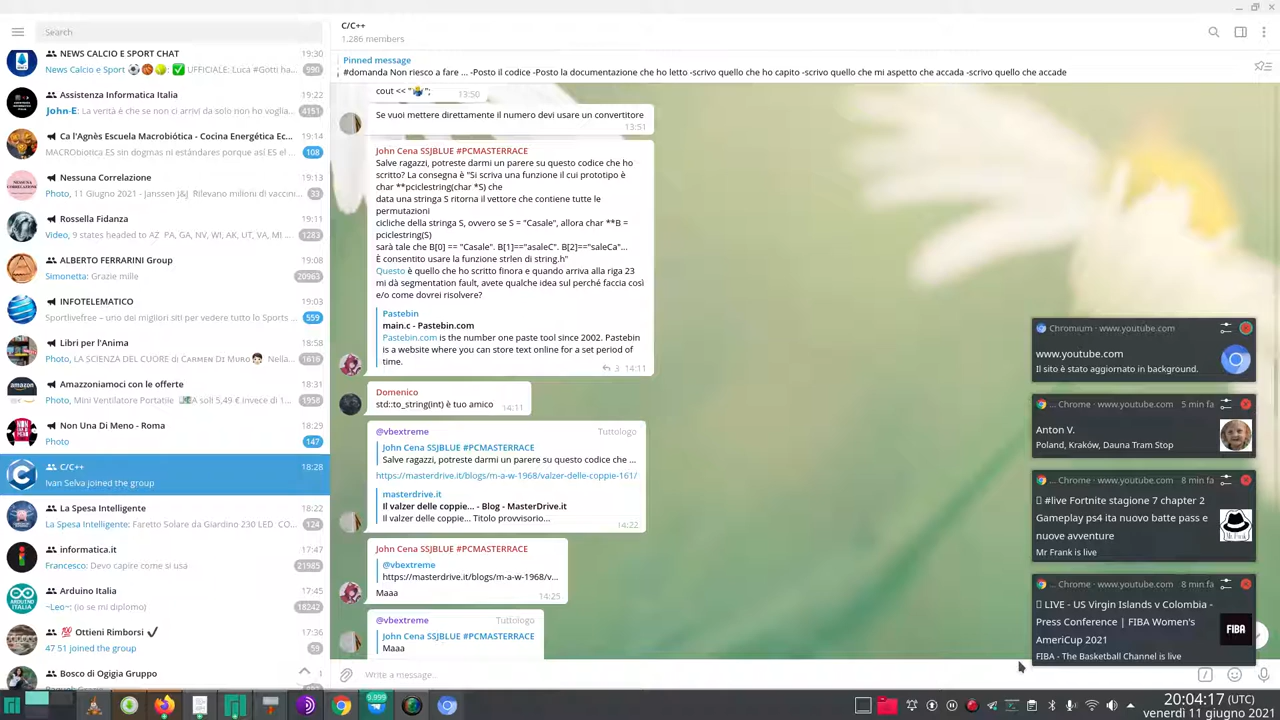 Search
NEWS CALCIO E SPORT CHAT 19:30
News Calcio e Sport ⚽🏀🎾: ✅ UFFICIALE: Luca #Gotti ha... 590
Assistenza Informatica Italia 19:22
John-E: La verità è che se non ci arrivi da solo non ho voglia... 4151
Ca l'Agnès Escuela Macrobiótica - Cocina Energética Ec... 19:14
MACRObiotica ES sin dogmas ni estándares porque así ES el ... 108
Nessuna Correlazione 19:13
Photo, 11 Giugno 2021 - Janssen J&J Rilevano milioni di vaccini... 33
Rossella Fidanza 19:11
Video, 9 states headed to AZ PA, GA, NV, WI, AK, UT, VA, MI ... 1283
ALBERTO FERRARINI Group 19:08
Simonetta: Grazie mille 20963
INFOTELEMATICO 19:03
Sportlivefree – uno dei migliori siti per vedere tutto lo Sports ... 559
Libri per l'Anima 18:58
Photo, LA SCIENZA DEL CUORE di Carmen Di Muro Nella... 1616
Amazzoniamoci con le offerte 18:31
Photo, Mini Ventilatore Portatile A soli 5,49 € invece di 1... 1958
Non Una Di Meno - Roma 18:29
Photo 147
C/C++ 18:28
Ivan Selva joined the group
La Spesa Intelligente 18:22
La Spesa Intelligente: Faretto Solare da Giardino 230 LED CO... 124
informatica.it 17:47
Francesco: Devo capire come si usa 21985
Arduino Italia 17:45
~Leo~: (io se mi diplomo) 18242
💯 Ottieni Rimborsi ✔ 17:36
47 51 joined the group 59
Bosco di Ogigia Gruppo
C/C++
1.286 members
Pinned message
#domanda Non riesco a fare ... -Posto il codice -Posto la documentazione che ho letto -scrivo quello che ho capito -scrivo quello che mi aspetto che accada -scrivo quello che accade
cout << "🤷‍♂️"; 13:50
Se vuoi mettere direttamente il numero devi usare un convertitore
13:51
John Cena SSJBLUE #PCMASTERRACE
Salve ragazzi, potreste darmi un parere su questo codice che ho
scritto? La consegna è "Si scriva una funzione il cui prototipo è
char **pciclestring(char *S) che
data una stringa S ritorna il vettore che contiene tutte le
permutazioni
cicliche della stringa S, ovvero se S = "Casale", allora char **B =
pciclestring(S)
sarà tale che B[0] == "Casale". B[1]=="asaleC". B[2]=="saleCa"...
È consentito usare la funzione strlen di string.h"
Questo è quello che ho scritto finora e quando arriva alla riga 23
mi dà segmentation fault, avete qualche idea sul perché faccia così
e/o come dovrei risolvere?
Pastebin
main.c - Pastebin.com
Pastebin.com is the number one paste tool since 2002. Pastebin
is a website where you can store text online for a set period of
time.
3 14:11
Domenico
std::to_string(int) è tuo amico 14:11
@vbextreme Tuttologo
John Cena SSJBLUE #PCMASTERRACE
Salve ragazzi, potreste darmi un parere su questo codice che ...
https://masterdrive.it/blogs/m-a-w-1968/valzer-delle-coppie-161/
masterdrive.it
Il valzer delle coppie... - Blog - MasterDrive.it
Il valzer delle coppie... Titolo provvisorio...
14:22
John Cena SSJBLUE #PCMASTERRACE
@vbextreme
https://masterdrive.it/blogs/m-a-w-1968/v...
Maaa 14:25
@vbextreme Tuttologo
John Cena SSJBLUE #PCMASTERRACE
Maaa
Write a message...
Chromium · www.youtube.com
www.youtube.com
Il sito è stato aggiornato in background.
... Chrome · www.youtube.com 5 min fa
Anton V.
Poland, Kraków, Dauna Tram Stop
... Chrome · www.youtube.com 8 min fa
#live Fortnite stagione 7 chapter 2
Gameplay ps4 ita nuovo batte pass e
nuove avventure
Mr Frank is live
... Chrome · www.youtube.com 8 min fa
LIVE - US Virgin Islands v Colombia -
Press Conference | FIBA Women's
AmeriCup 2021
FIBA - The Basketball Channel is live
FIBA
9,999
20:04:17 (UTC)
venerdì 11 giugno 2021